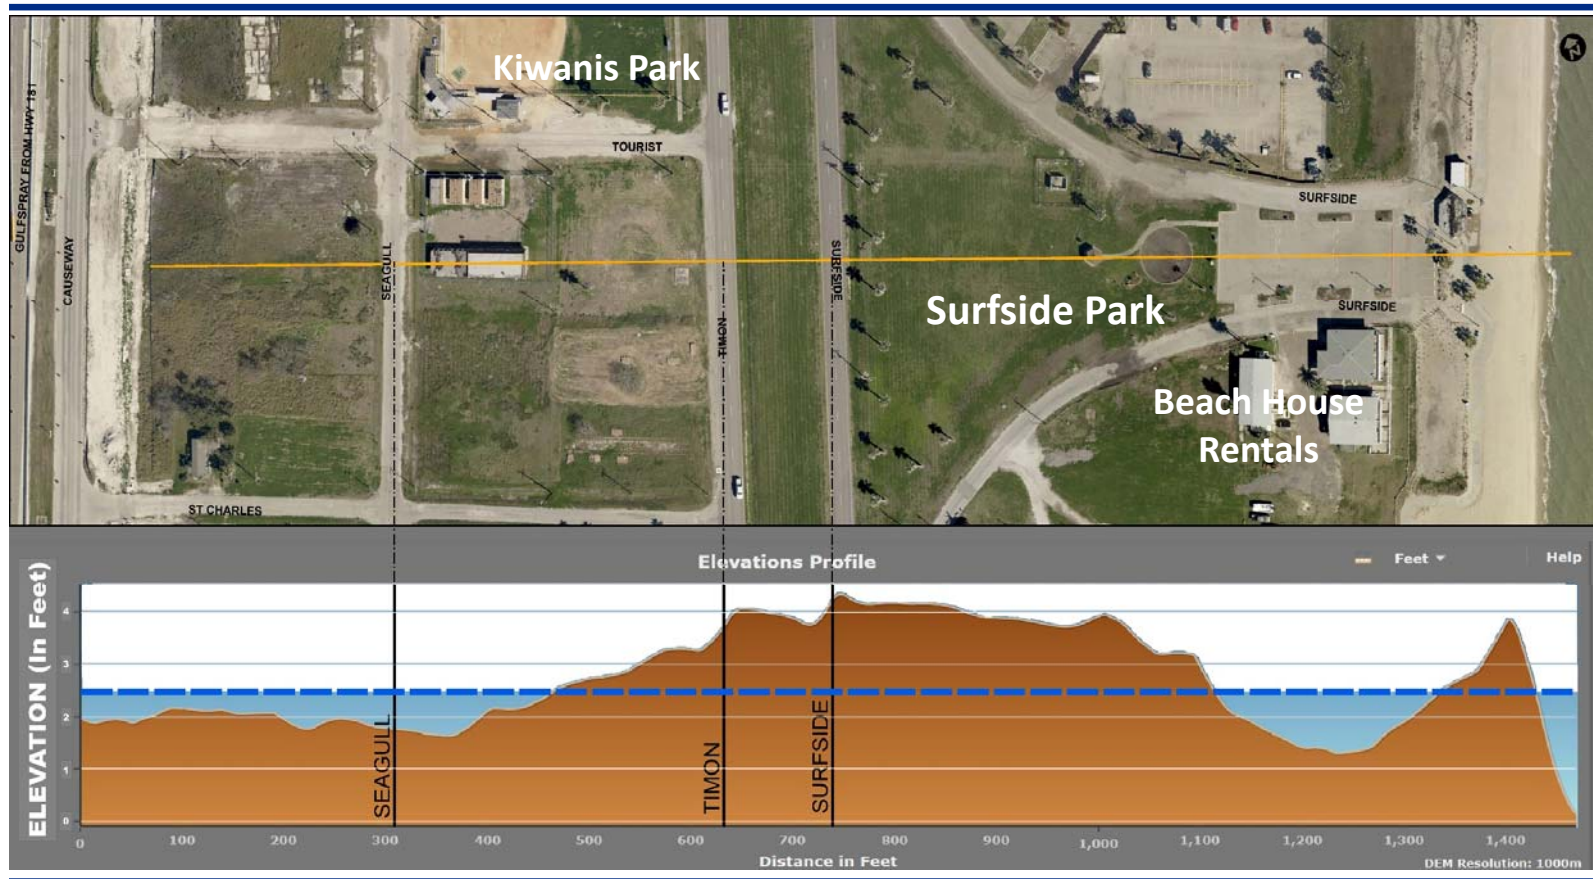 Kiwanis Park
TOURIST
GULFSPRAY FROM HWY 181
CAUSEWAY
SEAGULL
TIMON
SURFSIDE
SURFSIDE
SURFSIDE
Surfside Park
Beach House
Rentals
ST CHARLES
N
Elevations Profile
Feet
Help
ELEVATION (In Feet)
4
3
2
1
0
SEAGULL
TIMON
SURFSIDE
0 100 200 300 400 500 600 700 800 900 1,000 1,100 1,200 1,300 1,400
Distance in Feet
DEM Resolution: 1000m